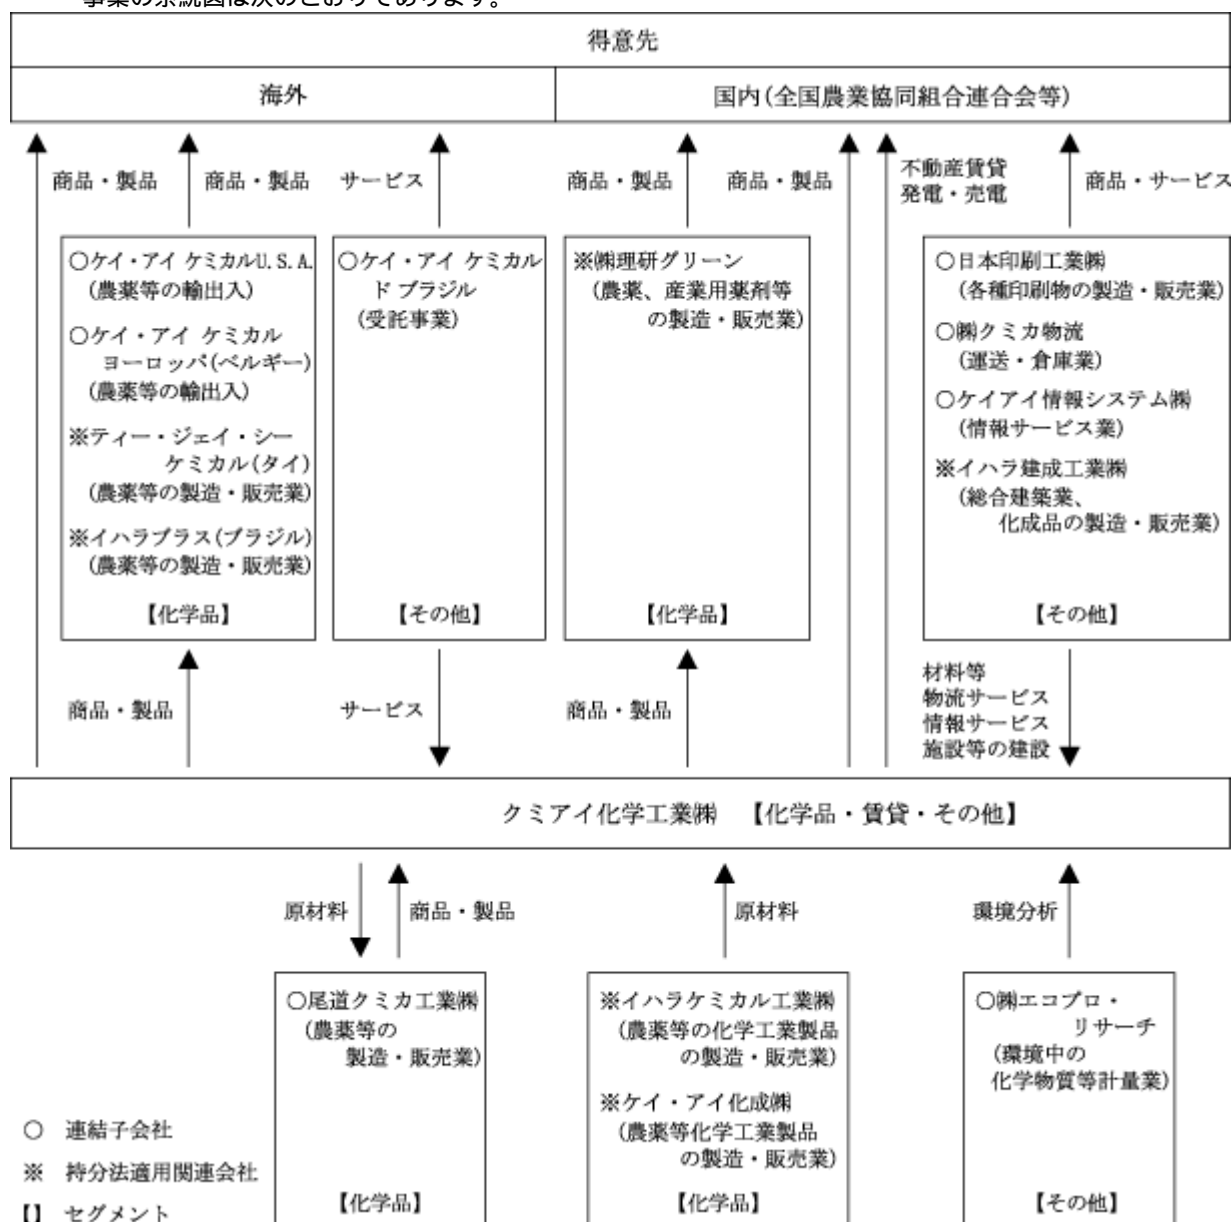 事業の系統図は次のとおりであります。
得意先
海外
国内(全国農業協同組合連合会等)
商品・製品
商品・製品
サービス
商品・製品
商品・製品
不動産賃貸
発電・売電
商品・サービス
○ケイ・アイ ケミカルU.S.A.
(農薬等の輸出入)
○ケイ・アイ ケミカル
ヨーロッパ(ベルギー)
(農薬等の輸出入)
※ティー・ジェイ・シー
ケミカル(タイ)
(農薬等の製造・販売業)
※イハラブラス(ブラジル)
(農薬等の製造・販売業)
【化学品】
○ケイ・アイ ケミカル
ド ブラジル
(受託事業)
【その他】
※㈱理研グリーン
(農薬、産業用薬剤等
の製造・販売業)
【化学品】
○日本印刷工業㈱
(各種印刷物の製造・販売業)
○㈱クミカ物流
(運送・倉庫業)
○ケイアイ情報システム㈱
(情報サービス業)
※イハラ建成工業㈱
(総合建築業、
化成品の製造・販売業)
【その他】
商品・製品
サービス
商品・製品
材料等
物流サービス
情報サービス
施設等の建設
クミアイ化学工業㈱ 【化学品・賃貸・その他】
原材料
商品・製品
原材料
環境分析
○尾道クミカ工業㈱
(農薬等の
製造・販売業)
【化学品】
※イハラケミカル工業㈱
(農薬等の化学工業製品
の製造・販売業)
※ケイ・アイ化成㈱
(農薬等化学工業製品
の製造・販売業)
【化学品】
○㈱エコプロ・
リサーチ
(環境中の
化学物質等計量業)
【その他】
○ 連結子会社
※ 持分法適用関連会社
【】 セグメント